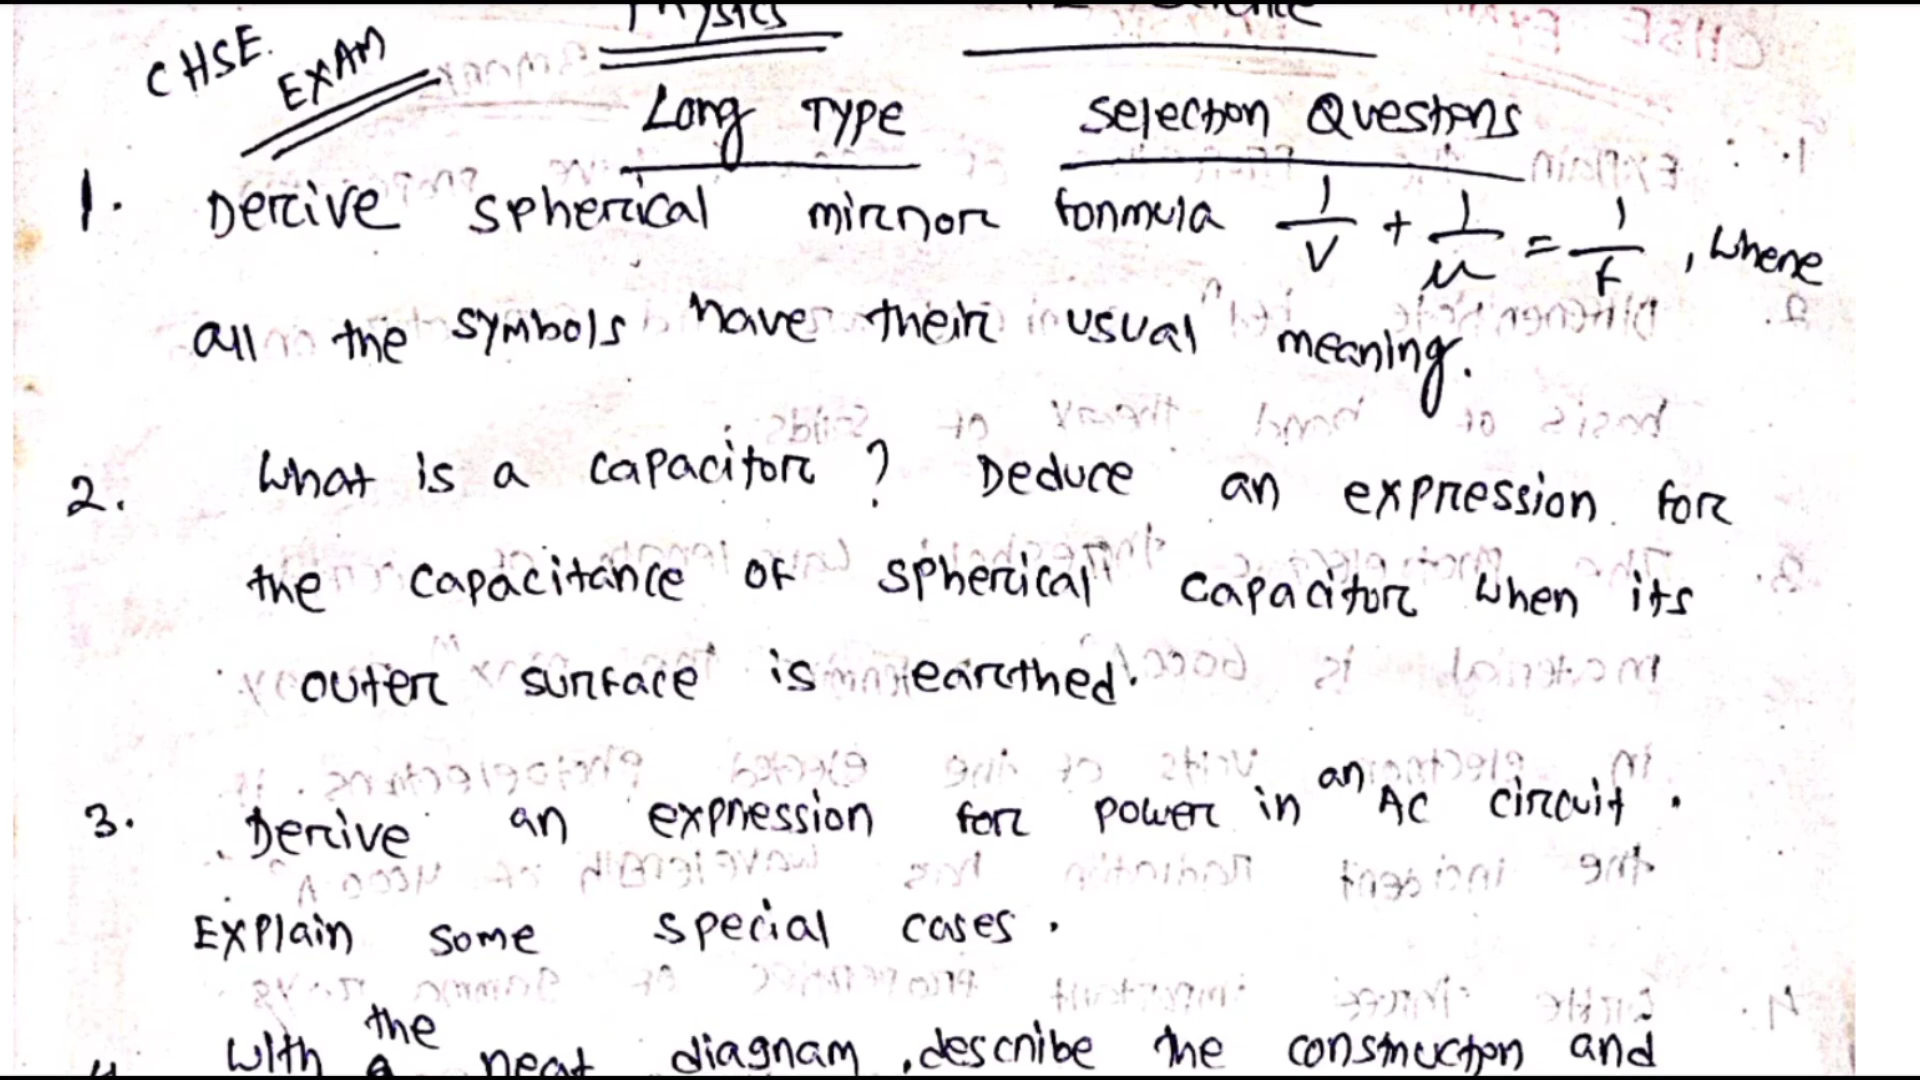 CHSE.
EXAM
Physics
Science
Long Type Selection Questions
1. Derive spherical mirror formula 1/v + 1/u = 1/f, where
all the symbols have their usual meaning.
2. What is a capacitor? Deduce an expression for
the capacitance of spherical capacitor when its
outer surface is earthed.
3. Derive an expression for power in an AC circuit.
Explain some special cases.
the
With a neat diagram, describe the construction and